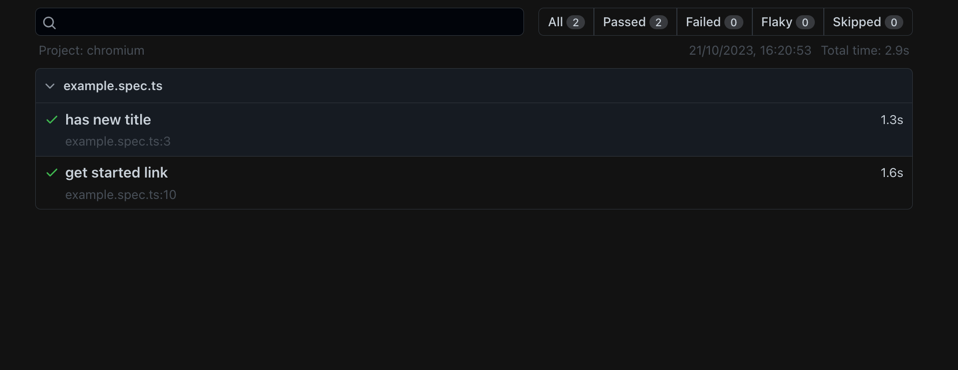 All 2 Passed 2 Failed 0 Flaky 0 Skipped 0
Project: chromium 21/10/2023, 16:20:53 Total time: 2.9s
example.spec.ts
has new title 1.3s
example.spec.ts:3
get started link 1.6s
example.spec.ts:10